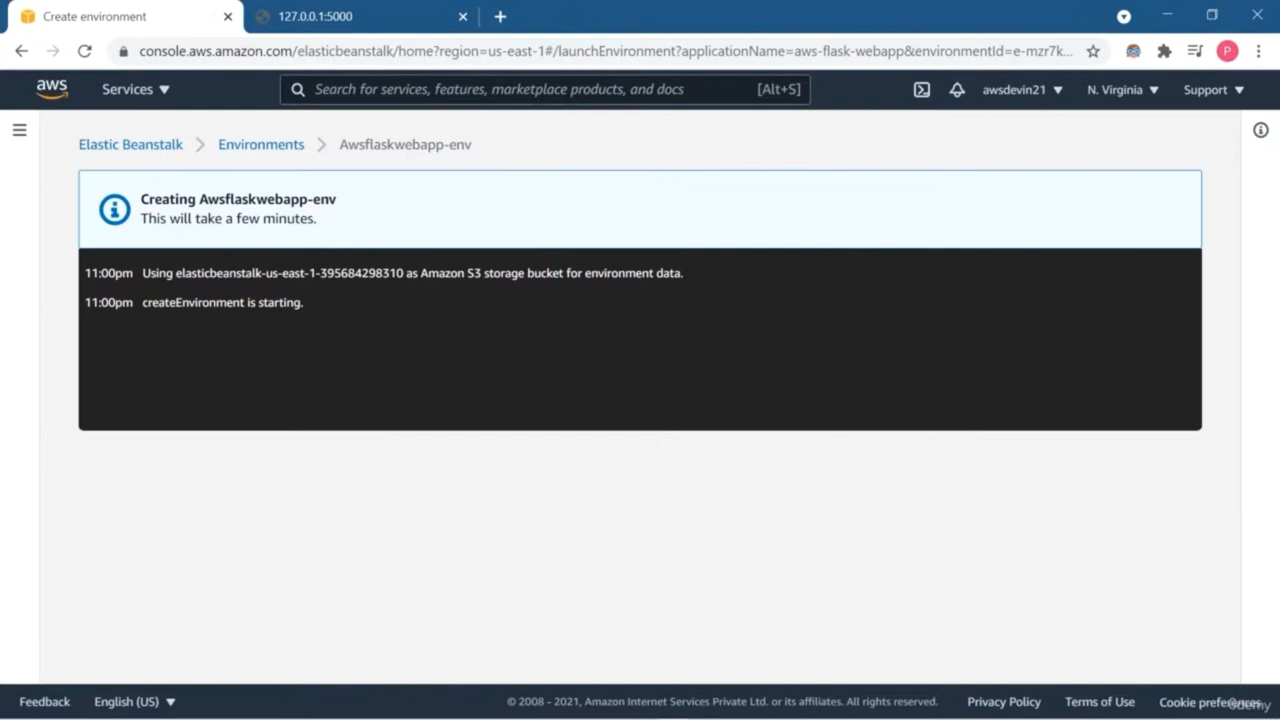 Create environment
127.0.0.1:5000
console.aws.amazon.com/elasticbeanstalk/home?region=us-east-1#/launchEnvironment?applicationName=aws-flask-webapp&environmentId=e-mzr7k...
P
aws
Services
Search for services, features, marketplace products, and docs
[Alt+S]
awsdevin21
N. Virginia
Support
Elastic Beanstalk
Environments
Awsflaskwebapp-env
Creating Awsflaskwebapp-env
This will take a few minutes.
11:00pm Using elasticbeanstalk-us-east-1-395684298310 as Amazon S3 storage bucket for environment data.
11:00pm createEnvironment is starting.
Feedback
English (US)
© 2008 - 2021, Amazon Internet Services Private Ltd. or its affiliates. All rights reserved.
Privacy Policy
Terms of Use
Cookie preferences
Udemy